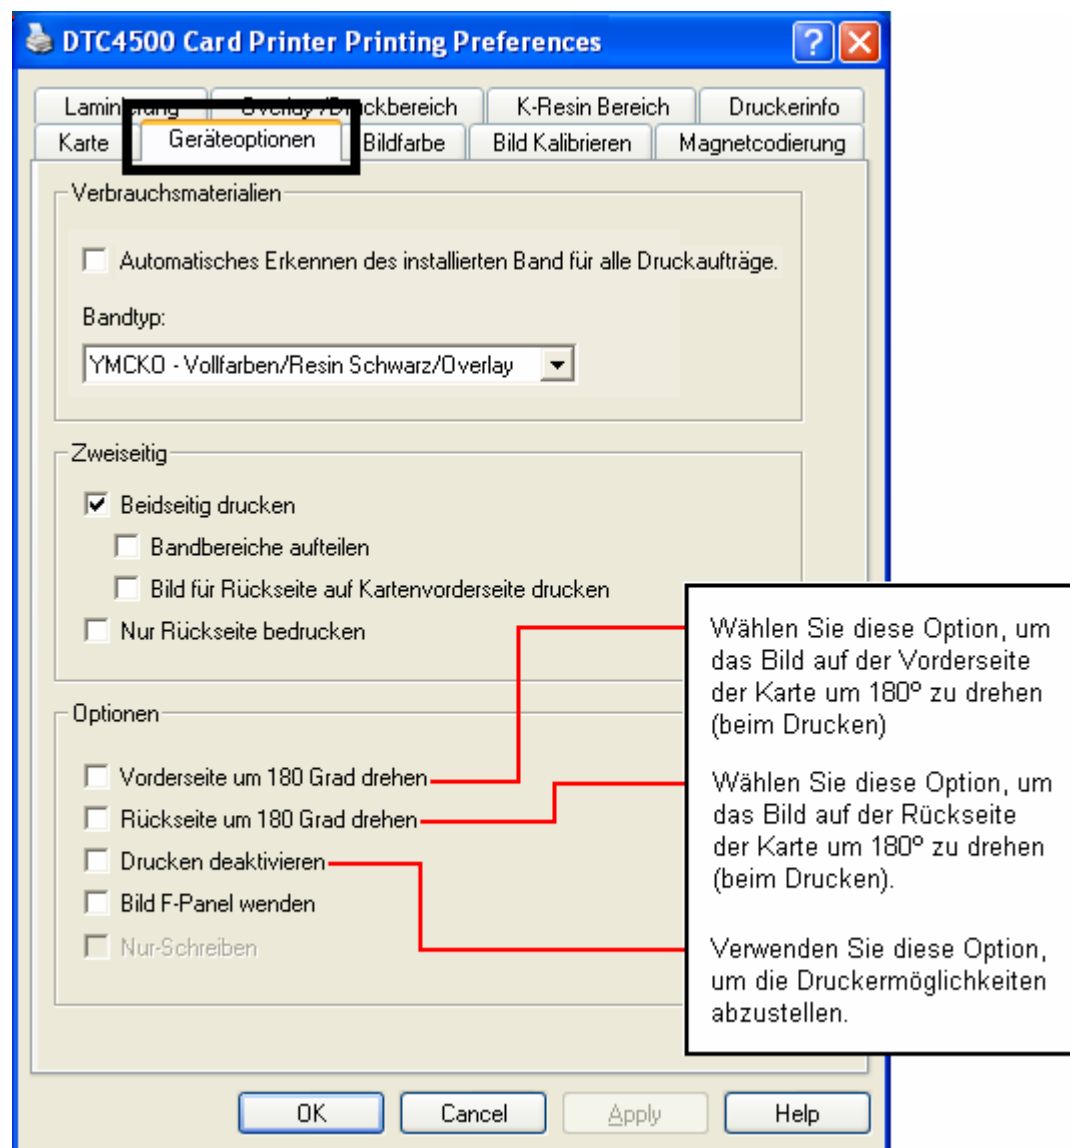 DTC4500 Card Printer Printing Preferences
Laminierung Overlay /Druckbereich K-Resin Bereich Druckerinfo
Karte Geräteoptionen Bildfarbe Bild Kalibrieren Magnetcodierung
Verbrauchsmaterialien
Automatisches Erkennen des installierten Band für alle Druckaufträge.
Bandtyp:
YMCKO - Vollfarben/Resin Schwarz/Overlay
Zweiseitig
Beidseitig drucken
Bandbereiche aufteilen
Bild für Rückseite auf Kartenvorderseite drucken
Nur Rückseite bedrucken
Optionen
Vorderseite um 180 Grad drehen
Rückseite um 180 Grad drehen
Drucken deaktivieren
Bild F-Panel wenden
Nur-Schreiben
Wählen Sie diese Option, um
das Bild auf der Vorderseite
der Karte um 180º zu drehen
(beim Drucken)
Wählen Sie diese Option, um
das Bild auf der Rückseite
der Karte um 180º zu drehen
(beim Drucken).
Verwenden Sie diese Option,
um die Druckermöglichkeiten
abzustellen.
OK Cancel Apply Help